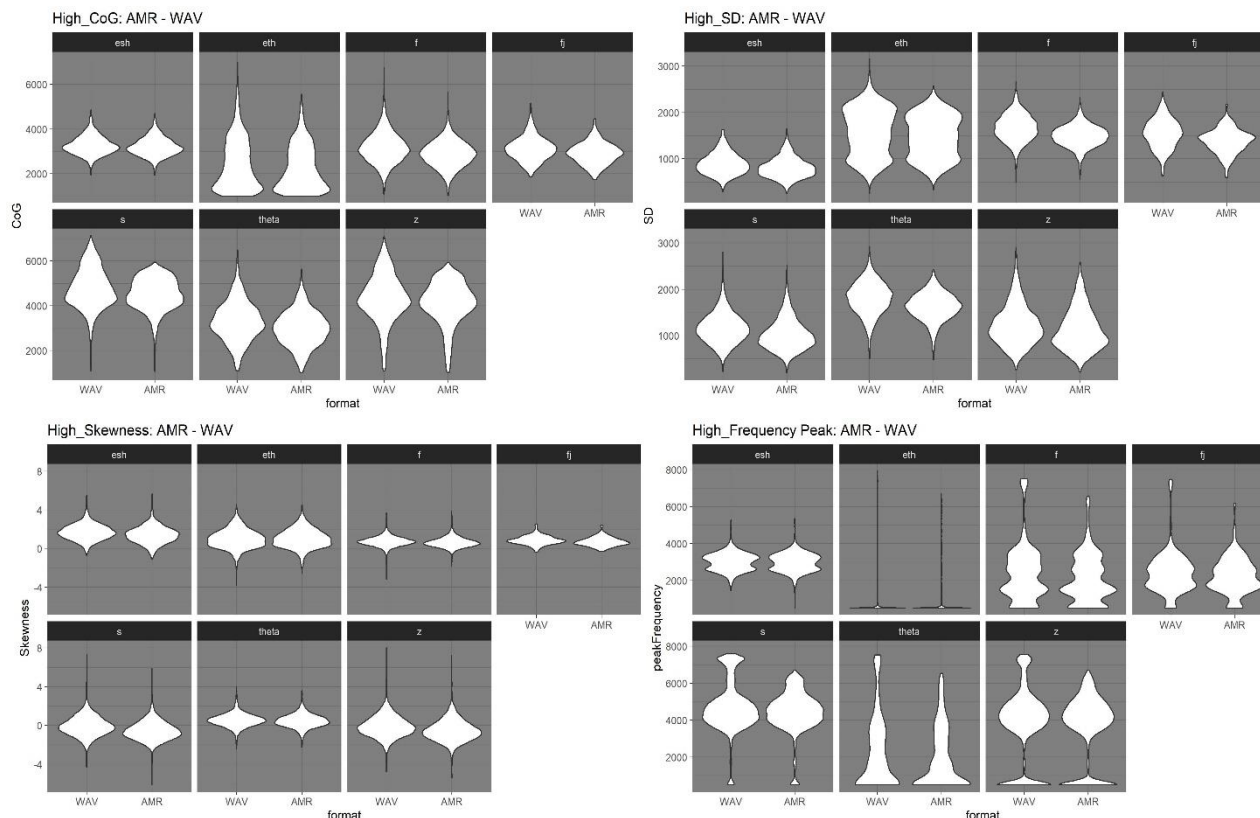 High_CoG: AMR - WAV
esh eth f fj
6000
4000
2000
WAV AMR
CoG
s theta z
6000
4000
2000
WAV AMR WAV AMR WAV AMR
format
High_SD: AMR - WAV
esh eth f fj
3000
2000
1000
WAV AMR
SD
s theta z
3000
2000
1000
WAV AMR WAV AMR WAV AMR
format
High_Skewness: AMR - WAV
esh eth f fj
8
4
0
-4
WAV AMR
Skewness
s theta z
8
4
0
-4
WAV AMR WAV AMR WAV AMR
format
High_Frequency Peak: AMR - WAV
esh eth f fj
8000
6000
4000
2000
WAV AMR
peakFrequency
s theta z
8000
6000
4000
2000
WAV AMR WAV AMR WAV AMR
format